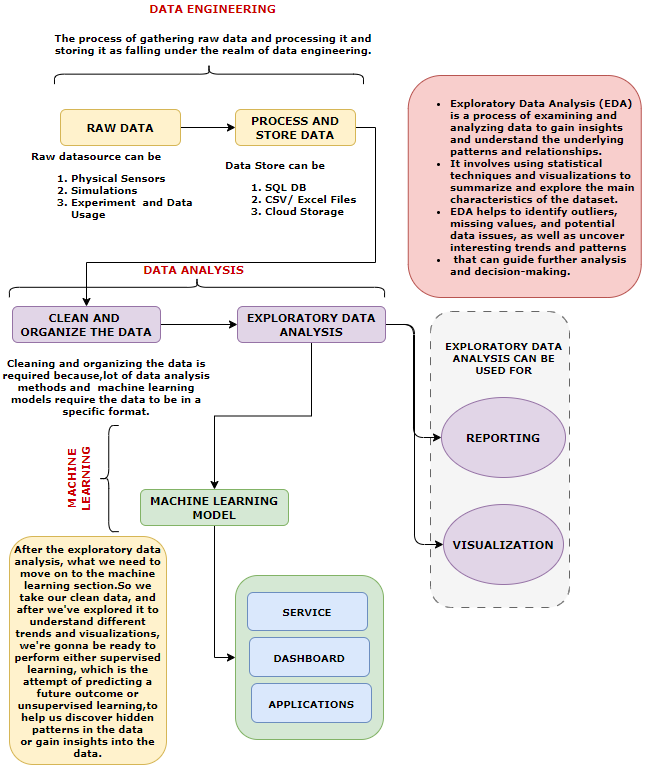 DATA ENGINEERING
The process of gathering raw data and processing it and
storing it as falling under the realm of data engineering.
RAW DATA
PROCESS AND
STORE DATA
Raw datasource can be
1. Physical Sensors
2. Simulations
3. Experiment  and Data
Usage
Data Store can be
1. SQL DB
2. CSV/ Excel Files
3. Cloud Storage
• Exploratory Data Analysis (EDA)
is a process of examining and
analyzing data to gain insights
and understand the underlying
patterns and relationships.
• It involves using statistical
techniques and visualizations to
summarize and explore the main
characteristics of the dataset.
• EDA helps to identify outliers,
missing values, and potential
data issues, as well as uncover
interesting trends and patterns
•  that can guide further analysis
and decision-making.
DATA ANALYSIS
CLEAN AND
ORGANIZE THE DATA
EXPLORATORY DATA
ANALYSIS
Cleaning and organizing the data is
required because,lot of data analysis
methods and  machine learning
models require the data to be in a
specific format.
EXPLORATORY DATA
ANALYSIS CAN BE
USED FOR
REPORTING
VISUALIZATION
MACHINE
LEARNING
MACHINE LEARNING
MODEL
After the exploratory data
analysis, what we need to
move on to the machine
learning section.So we
take our clean data, and
after we've explored it to
understand different
trends and visualizations,
we're gonna be ready to
perform either supervised
learning, which is the
attempt of predicting a
future outcome or
unsupervised learning,to
help us discover hidden
patterns in the data
or gain insights into the
data.
SERVICE
DASHBOARD
APPLICATIONS